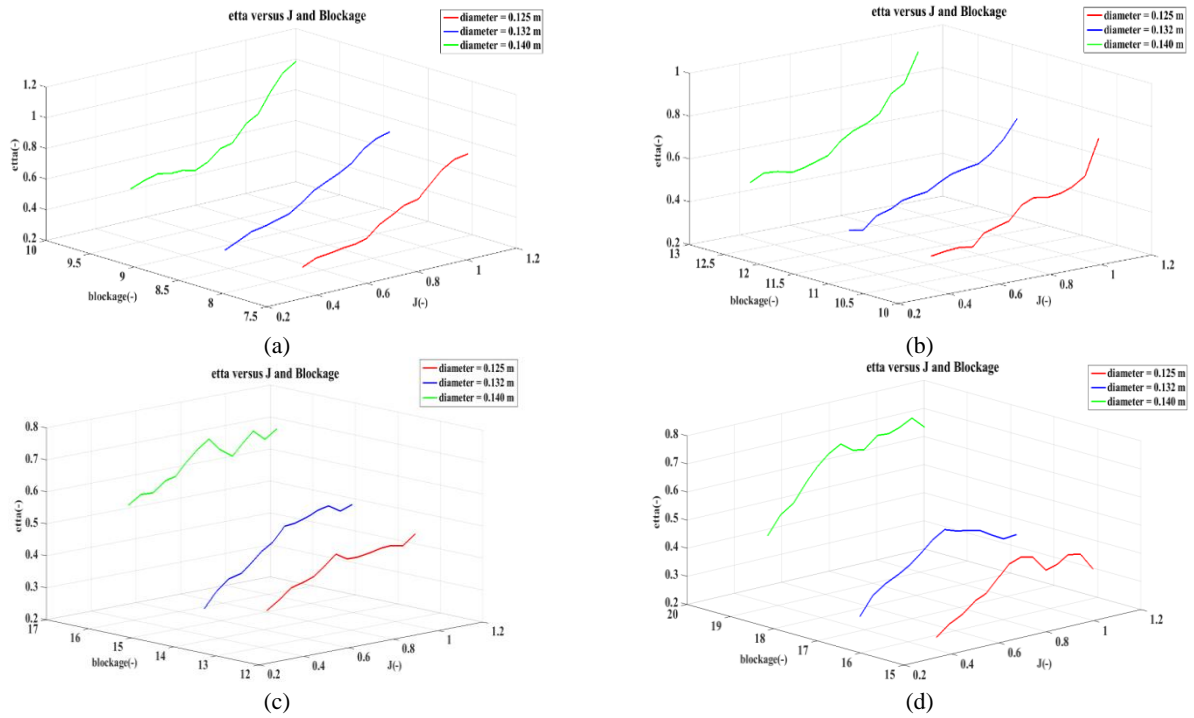 etta versus J and Blockage
diameter = 0.125 m
diameter = 0.132 m
diameter = 0.140 m
1.2
1
0.8
0.6
0.4
0.2
etta(-)
10
9.5
9
8.5
8
7.5
blockage(-)
0.2
0.4
0.6
0.8
1
1.2
J(-)
(a)
etta versus J and Blockage
diameter = 0.125 m
diameter = 0.132 m
diameter = 0.140 m
1
0.8
0.6
0.4
0.2
etta(-)
13
12.5
12
11.5
11
10.5
10
blockage(-)
0.2
0.4
0.6
0.8
1
1.2
J(-)
(b)
etta versus J and Blockage
diameter = 0.125 m
diameter = 0.132 m
diameter = 0.140 m
0.8
0.7
0.6
0.5
0.4
0.3
0.2
etta(-)
17
16
15
14
13
12
blockage(-)
0.2
0.4
0.6
0.8
1
1.2
J(-)
(c)
etta versus J and Blockage
diameter = 0.125 m
diameter = 0.132 m
diameter = 0.140 m
0.8
0.7
0.6
0.5
0.4
0.3
0.2
etta(-)
20
19
18
17
16
15
blockage(-)
0.2
0.4
0.6
0.8
1
1.2
J(-)
(d)